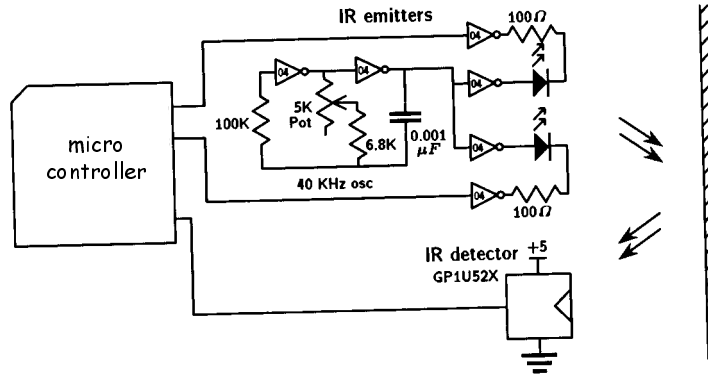 IR emitters
100Ω
04
04
04
04
100K
5K
Pot
6.8K
0.001
μF
micro
controller
04
40 KHz osc
04
100Ω
IR detector
+5
GP1U52X